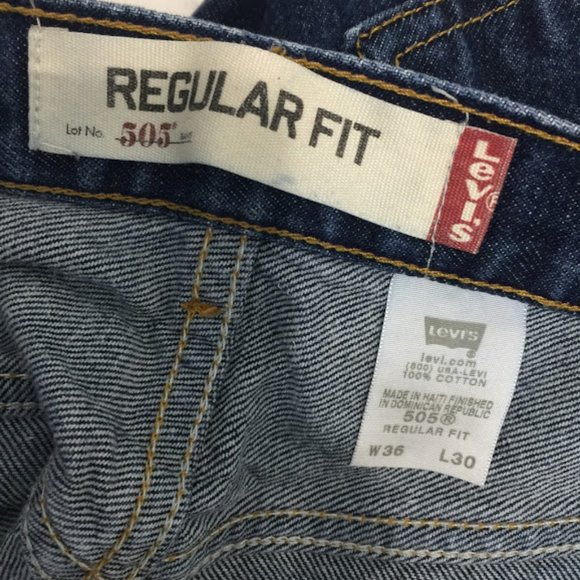 REGULAR FIT
Lot No. 505®
Levi's®
Levi's
levi.com
(800) USA-LEVI
100% COTTON
MADE IN HAITI FINISHED
IN DOMINICAN REPUBLIC
505®
REGULAR FIT
W36 L30